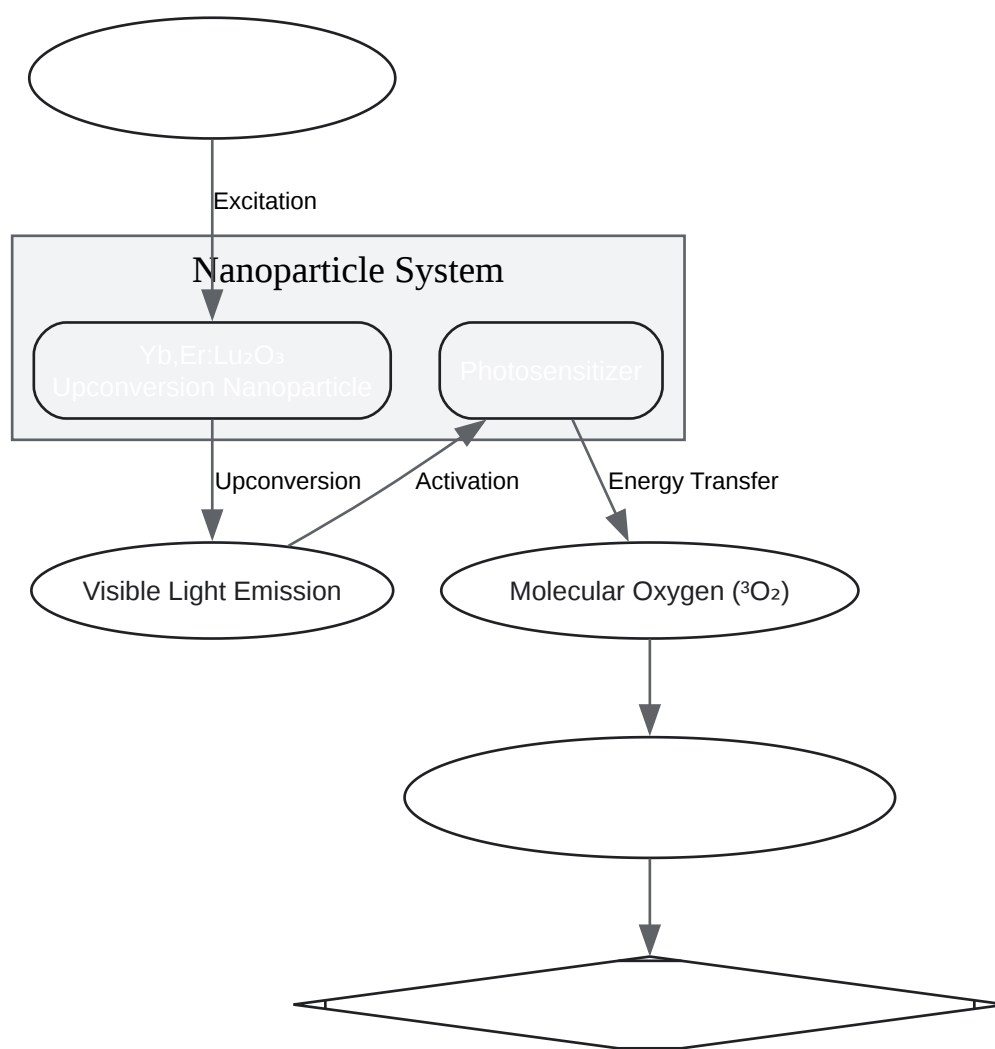 Excitation
Nanoparticle System
Yb,Er:Lu₂O₃
Upconversion Nanoparticle
Photosensitizer
Upconversion
Activation
Energy Transfer
Visible Light Emission
Molecular Oxygen (³O₂)